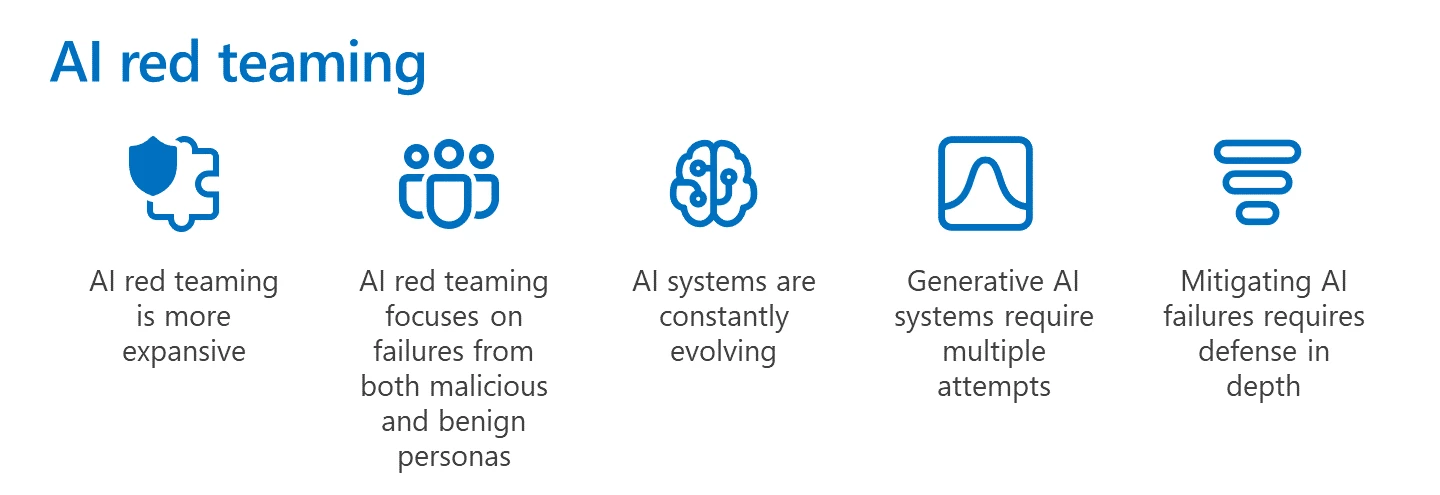 AI red teaming
AI red teaming
is more
expansive
AI red teaming
focuses on
failures from
both malicious
and benign
personas
AI systems are
constantly
evolving
Generative AI
systems require
multiple
attempts
Mitigating AI
failures requires
defense in
depth